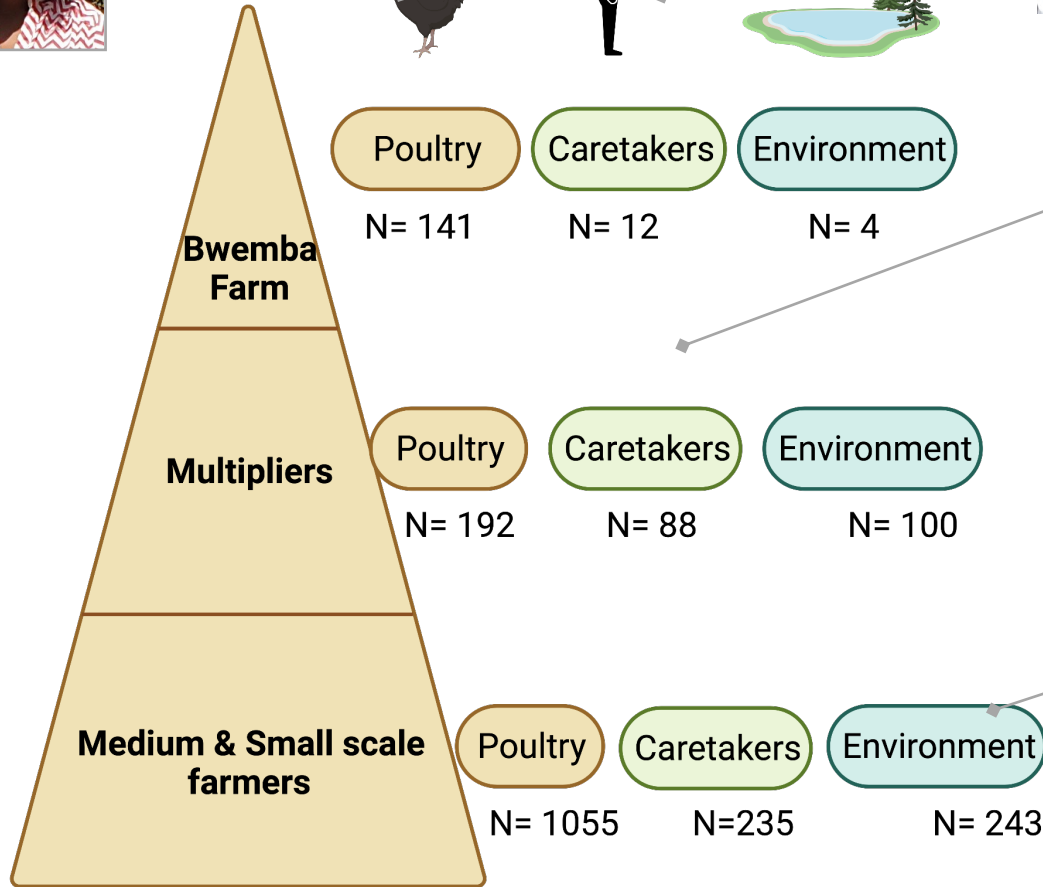 Poultry Caretakers Environment
N= 141 N= 12 N= 4
Bwemba
Farm
Poultry Caretakers Environment
Multipliers
N= 192 N= 88 N= 100
Medium & Small scale
farmers
Poultry Caretakers Environment
N= 1055 N=235 N= 243